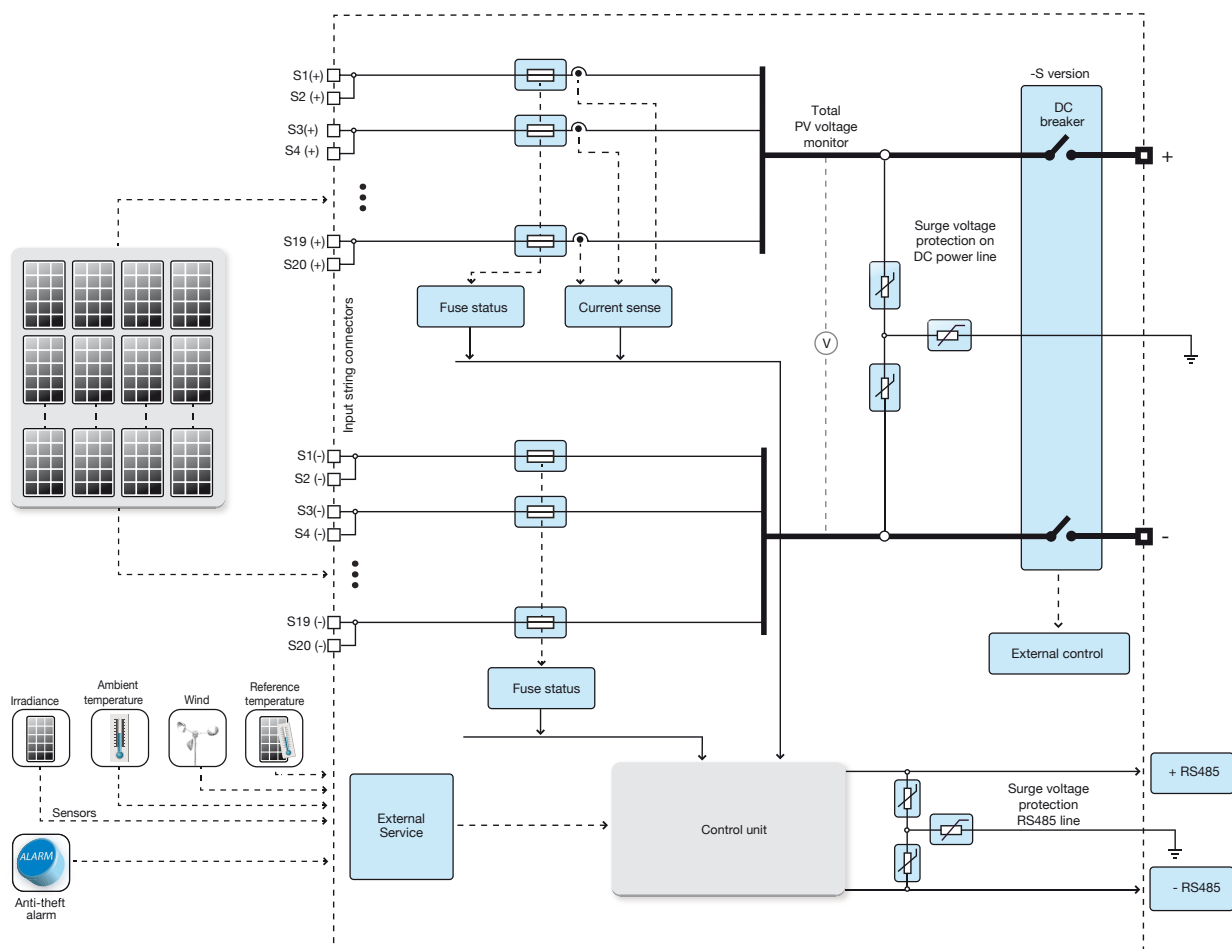 S1(+)
S2 (+)
S3(+)
S4 (+)
S19 (+)
S20 (+)
Fuse status
Current sense
Input string connectors
Total
PV voltage
monitor
V
-S version
DC
breaker
+
Surge voltage
protection on
DC power line
S1(-)
S2 (-)
S3(-)
S4 (-)
S19 (-)
S20 (-)
-
Fuse status
External control
Irradiance
Ambient
temperature
Wind
Reference
temperature
Sensors
ALARM
Anti-theft
alarm
External
Service
Control unit
Surge voltage
protection
RS485 line
+ RS485
- RS485